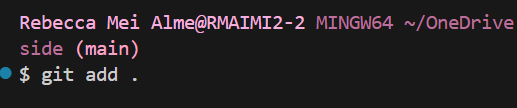 Rebecca Mei Alme@RMAIMI2-2 MINGW64 ~/OneDrive
side (main)
$ git add .